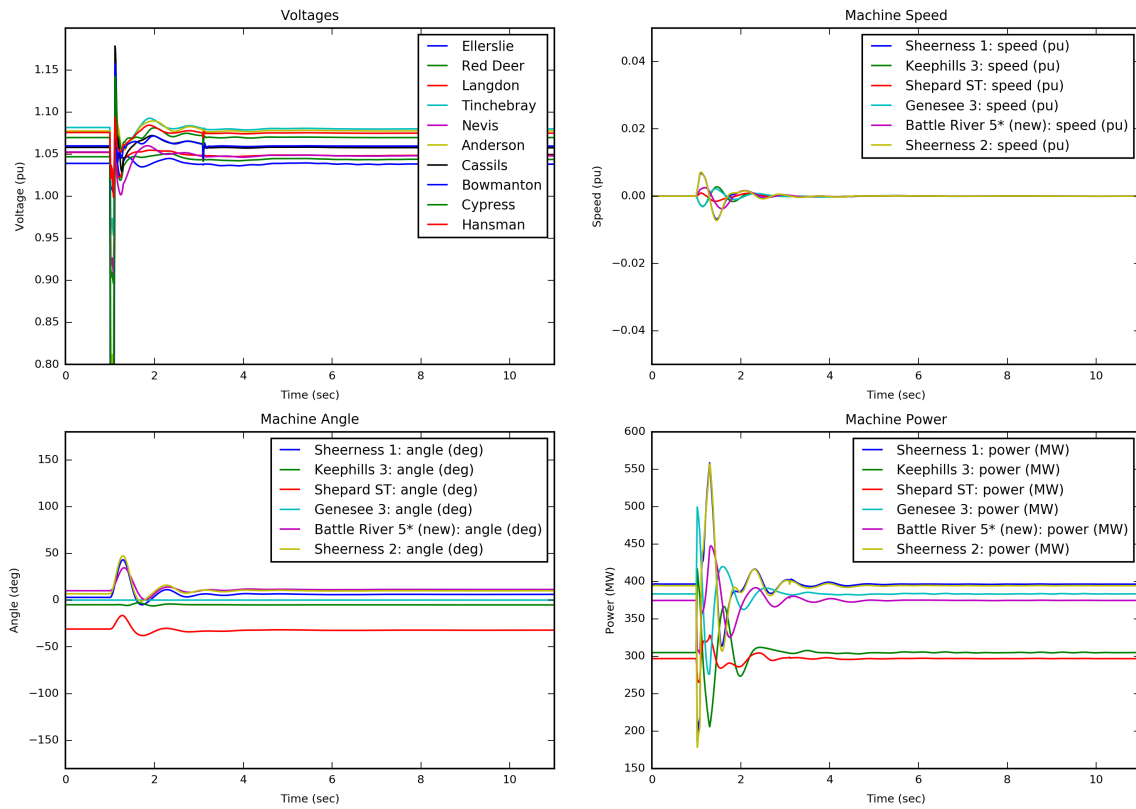 Voltages
Voltage (pu)
1.15
1.10
1.05
1.00
0.95
0.90
0.85
0.80
0 2 4 6 8 10
Time (sec)
Ellerslie
Red Deer
Langdon
Tinchebray
Nevis
Anderson
Cassils
Bowmanton
Cypress
Hansman
Machine Speed
Speed (pu)
0.04
0.02
0.00
−0.02
−0.04
0 2 4 6 8 10
Time (sec)
Sheerness 1: speed (pu)
Keephills 3: speed (pu)
Shepard ST: speed (pu)
Genesee 3: speed (pu)
Battle River 5* (new): speed (pu)
Sheerness 2: speed (pu)
Machine Angle
Angle (deg)
150
100
50
0
−50
−100
−150
0 2 4 6 8 10
Time (sec)
Sheerness 1: angle (deg)
Keephills 3: angle (deg)
Shepard ST: angle (deg)
Genesee 3: angle (deg)
Battle River 5* (new): angle (deg)
Sheerness 2: angle (deg)
Machine Power
Power (MW)
600
550
500
450
400
350
300
250
200
150
0 2 4 6 8 10
Time (sec)
Sheerness 1: power (MW)
Keephills 3: power (MW)
Shepard ST: power (MW)
Genesee 3: power (MW)
Battle River 5* (new): power (MW)
Sheerness 2: power (MW)